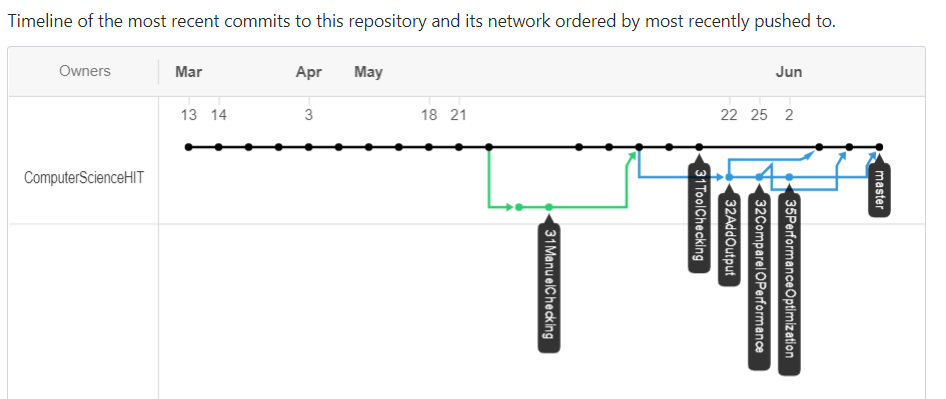 Timeline of the most recent commits to this repository and its network ordered by most recently pushed to.
Owners Mar Apr May Jun
13 14 3 18 21 22 25 2
ComputerScienceHIT
31ManuelChecking
31ToolChecking
32AddOutput
32CompareIOPerformance
35PerformanceOptimization
master